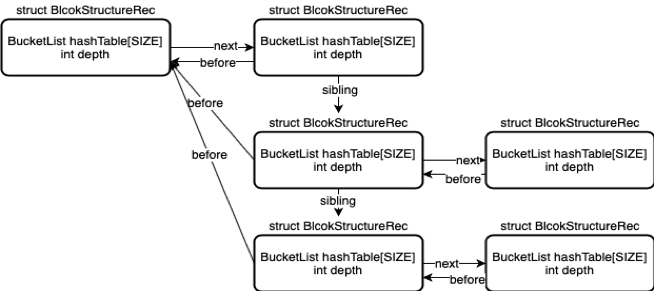 struct BlcokStructureRec
struct BlcokStructureRec
BucketList hashTable[SIZE]
int depth
next
before
BucketList hashTable[SIZE]
int depth
sibling
before
struct BlcokStructureRec
struct BlcokStructureRec
before
BucketList hashTable[SIZE]
int depth
next
before
BucketList hashTable[SIZE]
int depth
sibling
struct BlcokStructureRec
struct BlcokStructureRec
BucketList hashTable[SIZE]
int depth
next
before
BucketList hashTable[SIZE]
int depth